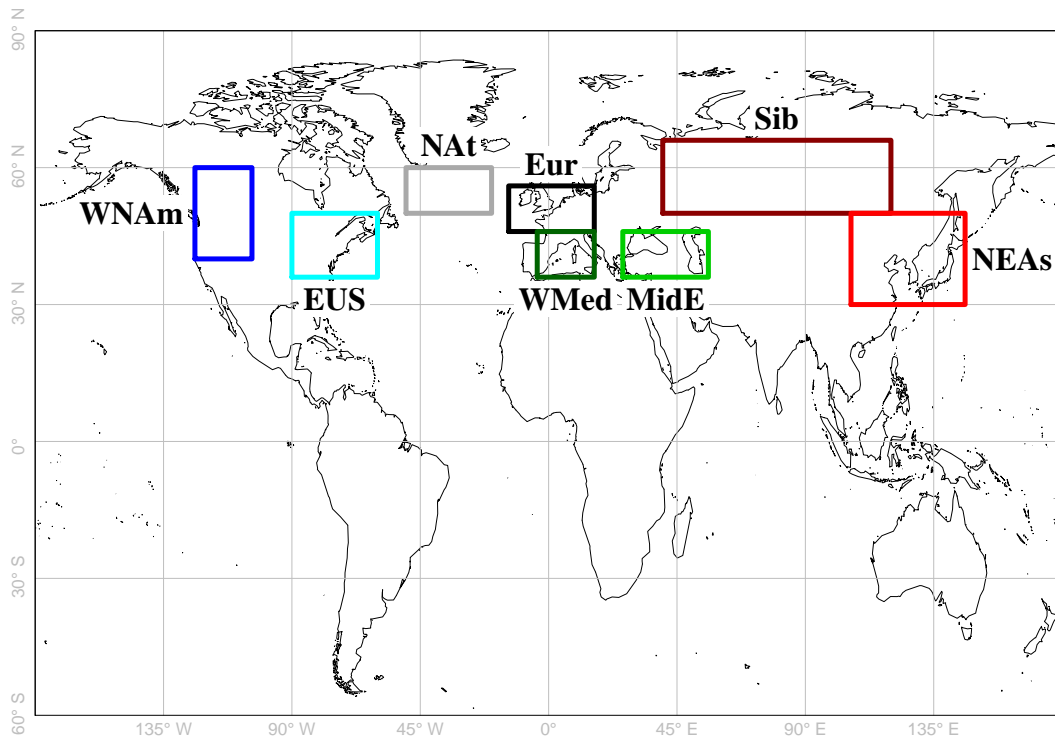 90° N
60° N
30° N
0°
30° S
60° S
Sib
NAt
Eur
WNAm
NEAs
EUS
WMed
MidE
135° W
90° W
45° W
0°
45° E
90° E
135° E